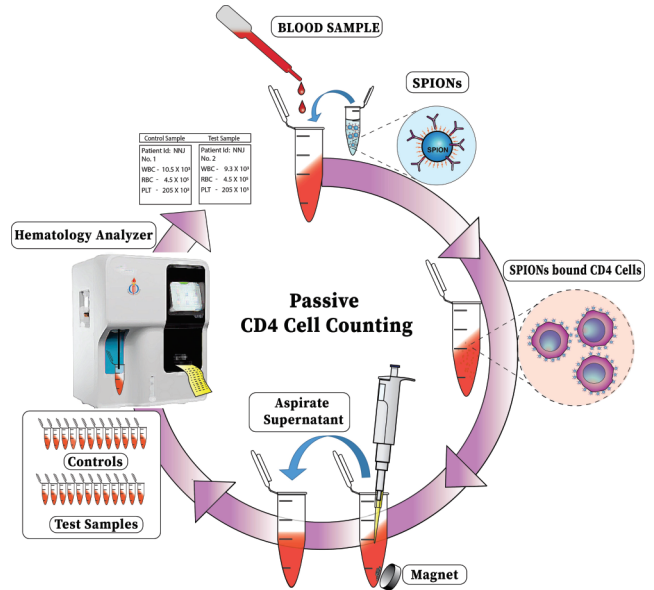 BLOOD SAMPLE
SPIONs
SPION
Control Sample
Patient Id: NNJ
No. 1
WBC - 10.5 X 10³
RBC - 4.5 X 10⁶
PLT - 205 X 10³
Test Sample
Patient Id: NNJ
No. 2
WBC - 9.3 X 10³
RBC - 4.5 X 10⁶
PLT - 205 X 10³
Hematology Analyzer
SPIONs bound CD4 Cells
Passive
CD4 Cell Counting
Aspirate
Supernatant
Controls
Test Samples
Magnet